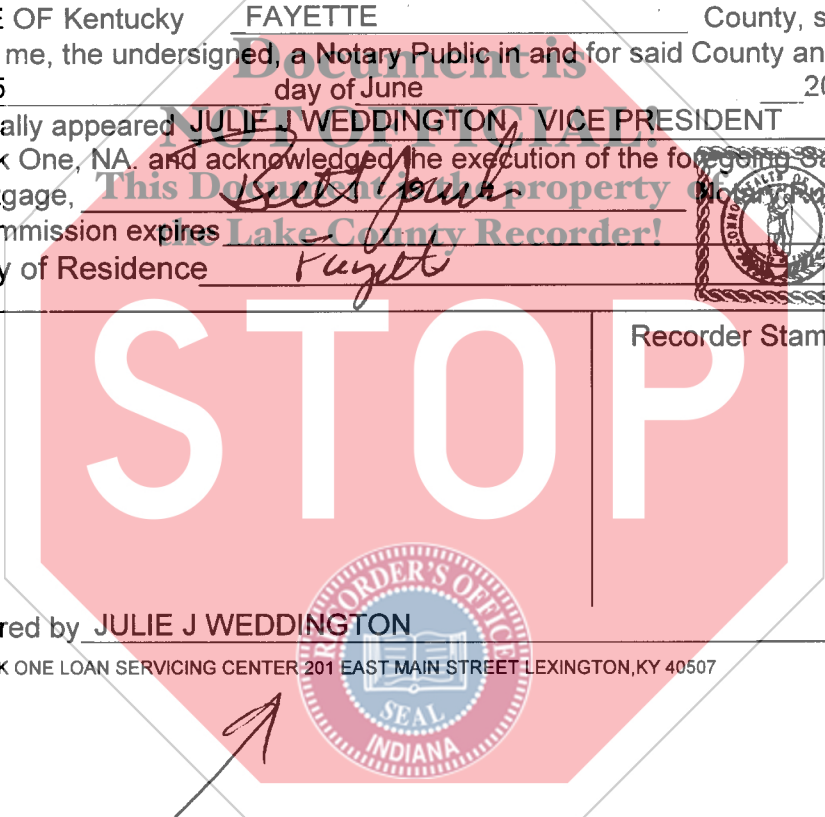 E OF Kentucky FAYETTE County, s
me, the undersigned, a Notary Public in and for said County an
5 day of June 20
ally appeared JULIE J WEDDINGTON, VICE PRESIDENT
k One, NA. and acknowledged the execution of the foregoing Sa
tgage,
mmission expires
y of Residence Fayette
Document is
NOT OFFICIAL!
This Document is the property of
the Lake County Recorder!
STOP
Recorder Stam
red by JULIE J WEDDINGTON
K ONE LOAN SERVICING CENTER 201 EAST MAIN STREET LEXINGTON,KY 40507
RECORDER'S OFFICE
SEAL
INDIANA